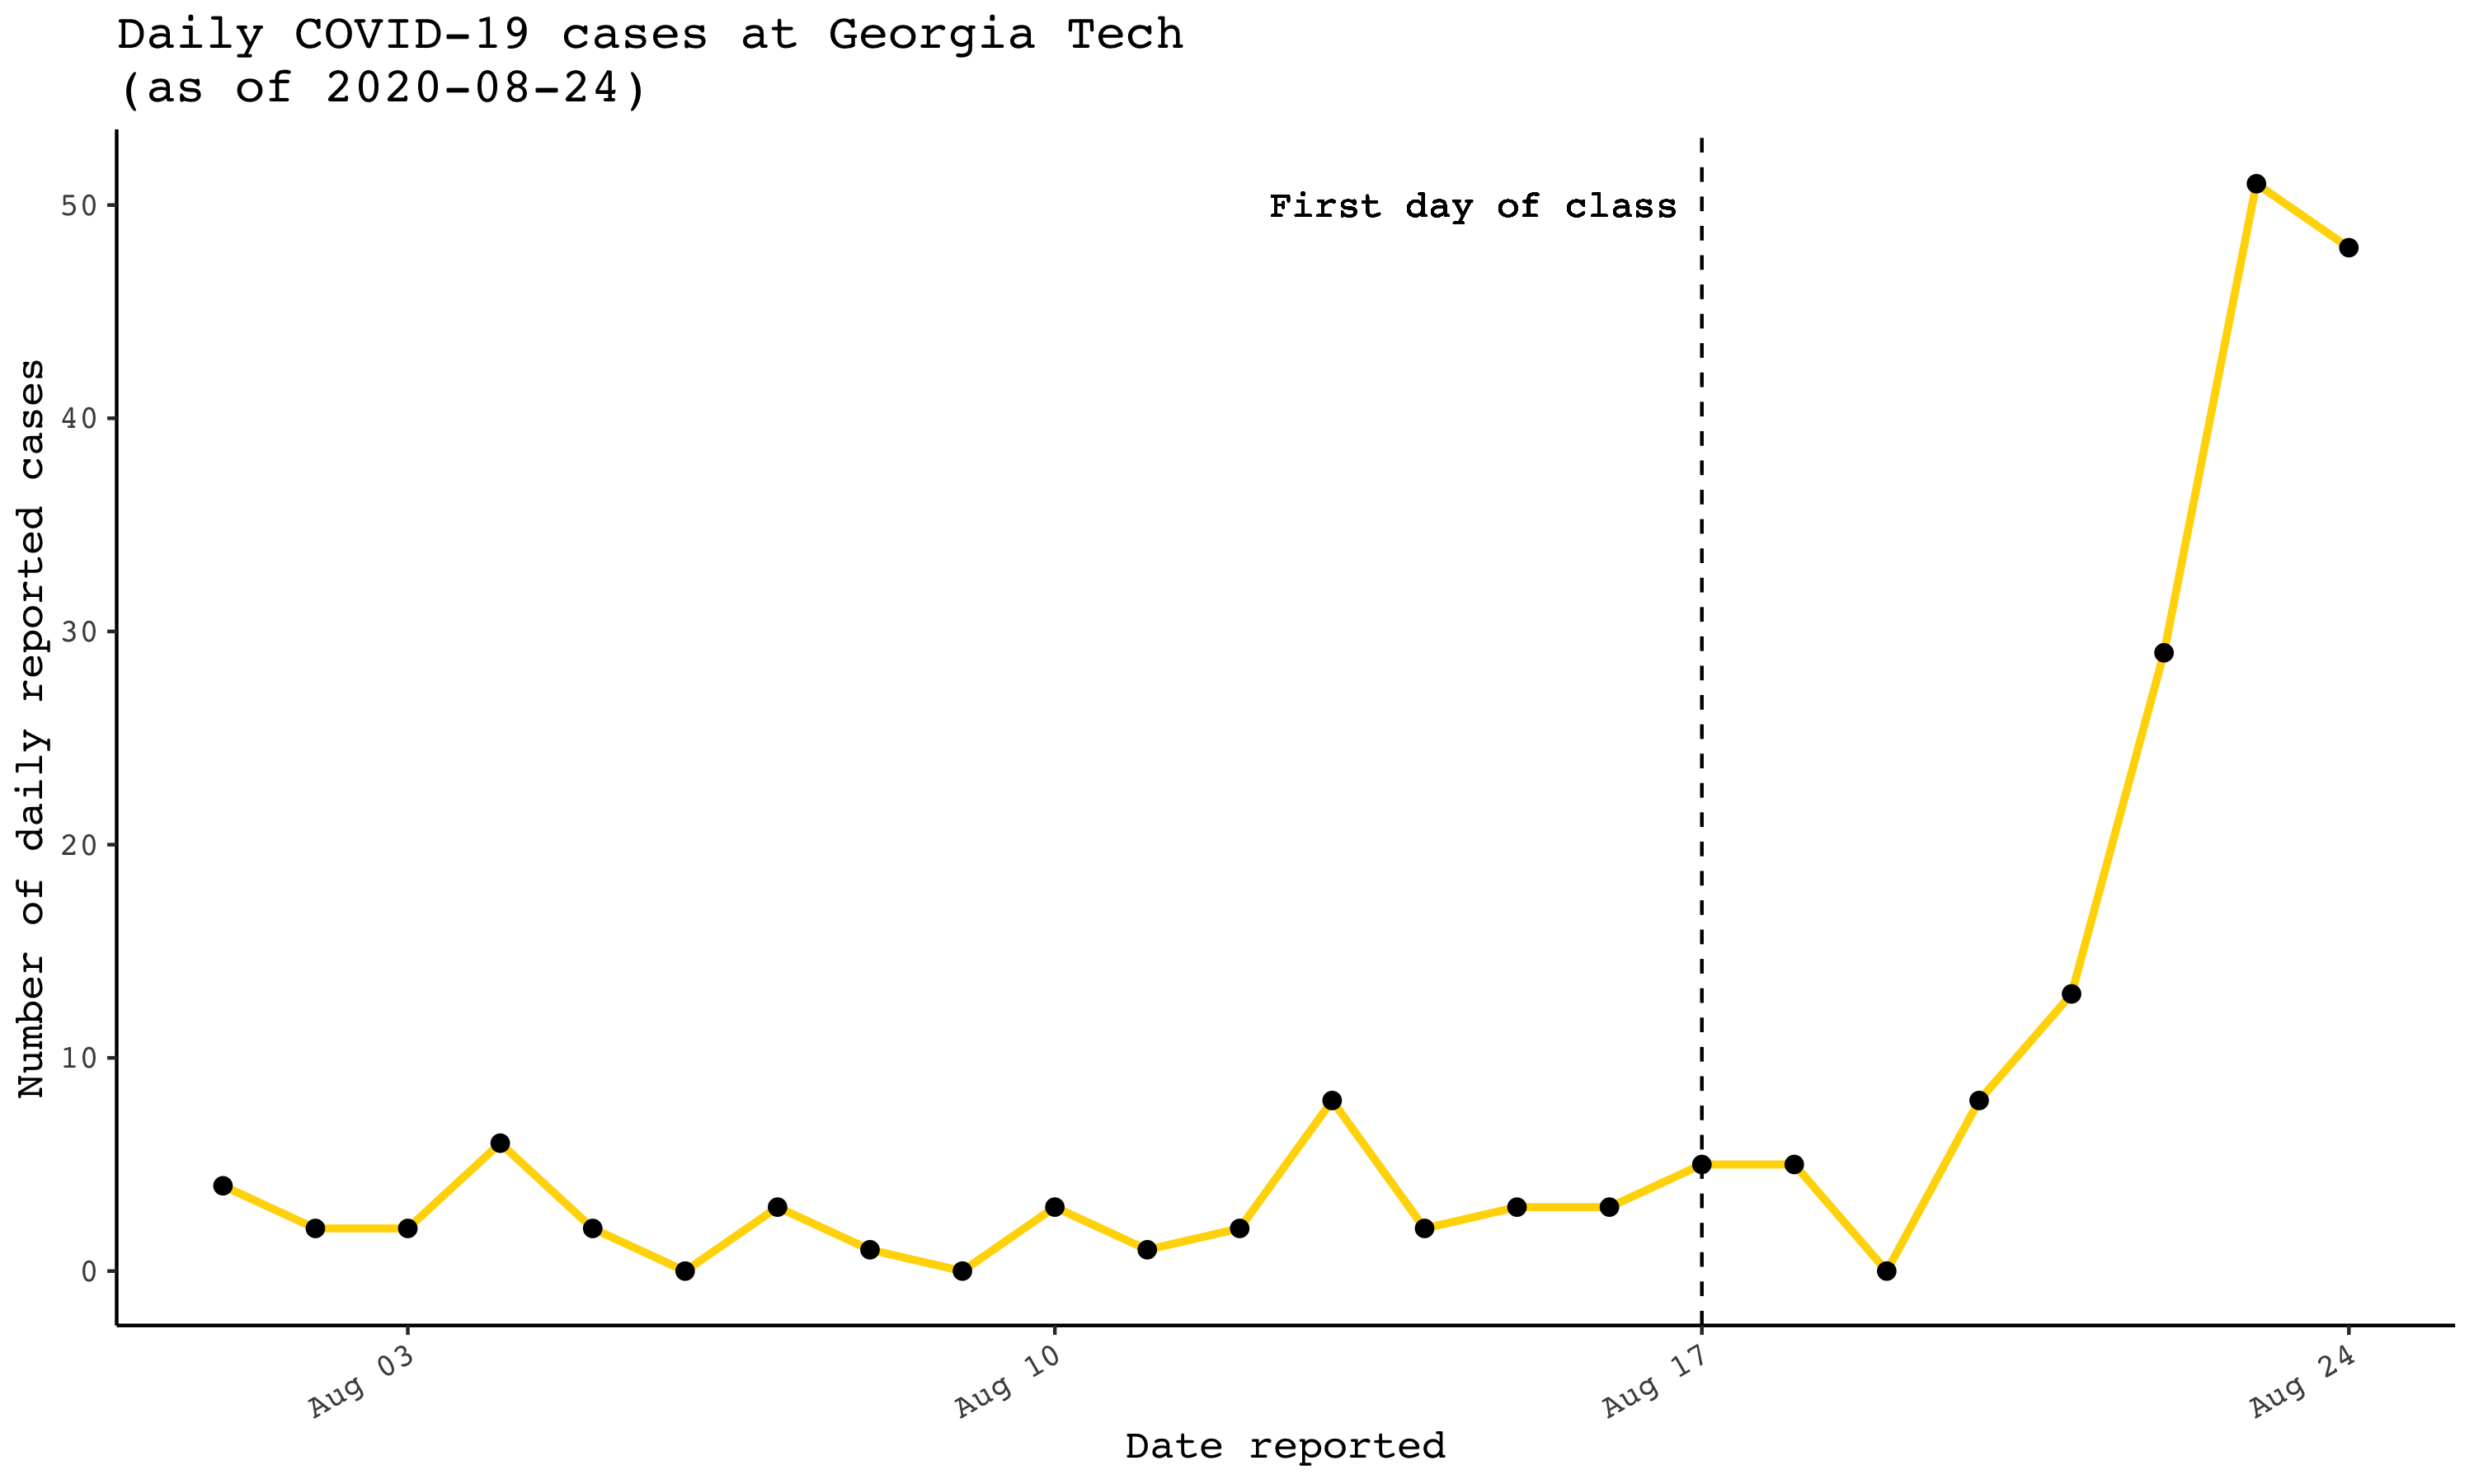 Daily COVID-19 cases at Georgia Tech
(as of 2020-08-24)
First day of class
Number of daily reported cases
50
40
30
20
10
0
Aug 03
Aug 10
Aug 17
Aug 24
Date reported